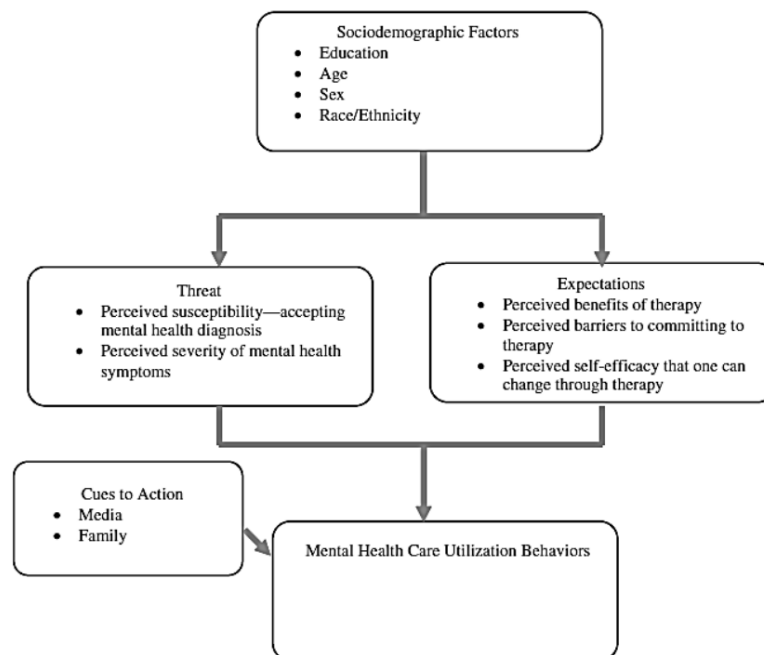 Sociodemographic Factors
• Education
• Age
• Sex
• Race/Ethnicity
Threat
• Perceived susceptibility—accepting
mental health diagnosis
• Perceived severity of mental health
symptoms
Expectations
• Perceived benefits of therapy
• Perceived barriers to committing to
therapy
• Perceived self-efficacy that one can
change through therapy
Cues to Action
• Media
• Family
Mental Health Care Utilization Behaviors